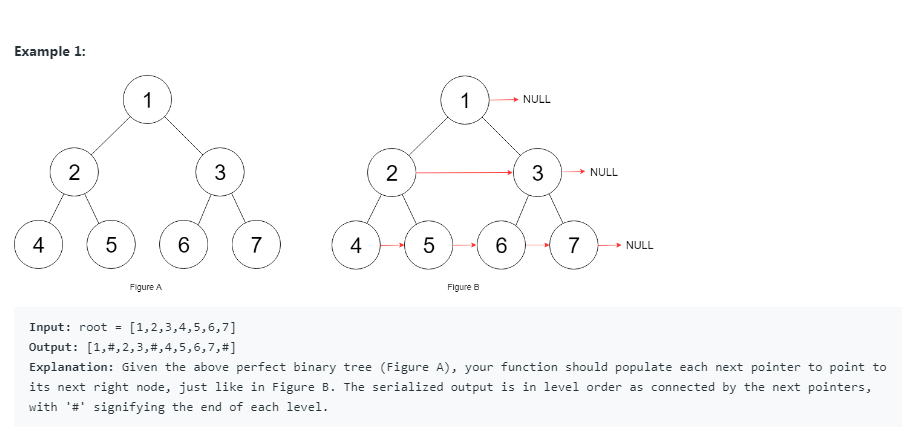 Example 1:
1
2
3
4
5
6
7
Figure A
1
NULL
2
3
NULL
4
5
6
7
NULL
Figure B
Input: root = [1,2,3,4,5,6,7]
Output: [1,#,2,3,#,4,5,6,7,#]
Explanation: Given the above perfect binary tree (Figure A), your function should populate each next pointer to point to
its next right node, just like in Figure B. The serialized output is in level order as connected by the next pointers,
with '#' signifying the end of each level.